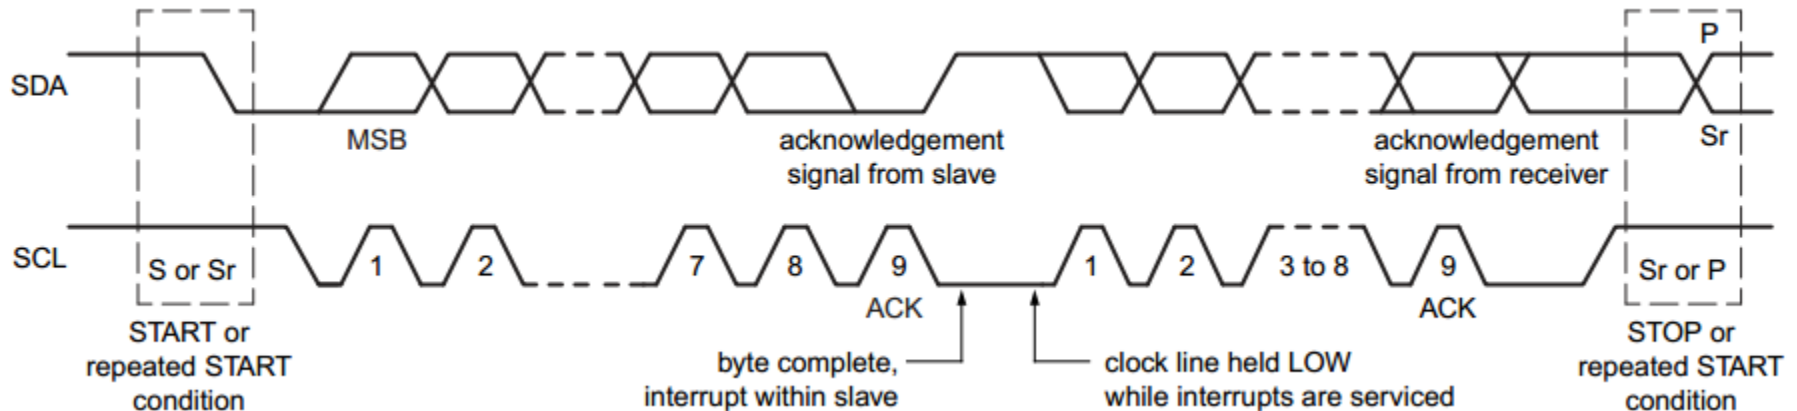 P
SDA
MSB
acknowledgement
signal from slave
acknowledgement
signal from receiver
Sr
SCL
S or Sr
1
2
7
8
9
1
2
3 to 8
9
Sr or P
ACK
ACK
START or
repeated START
condition
byte complete,
interrupt within slave
clock line held LOW
while interrupts are serviced
STOP or
repeated START
condition